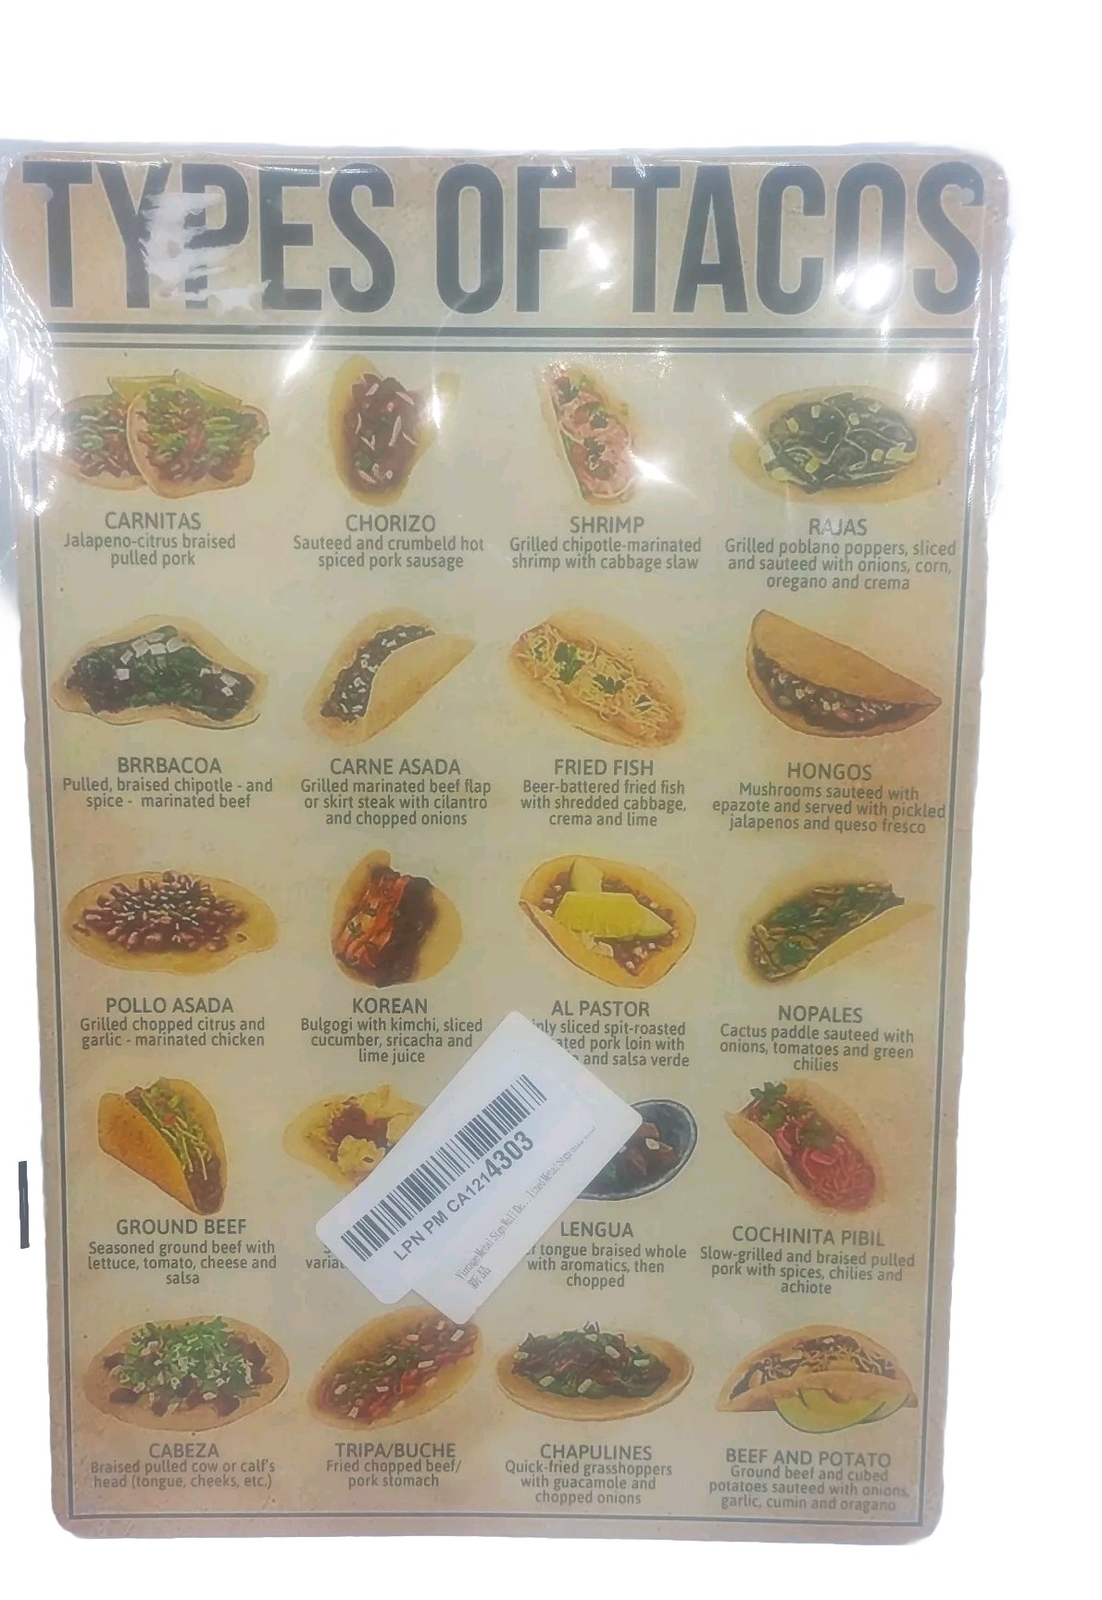 TYPES OF TACOS
CARNITAS
Jalapeno-citrus braised
pulled pork
CHORIZO
Sauteed and crumbeld hot
spiced pork sausage
SHRIMP
Grilled chipotle-marinated
shrimp with cabbage slaw
RAJAS
Grilled poblano poppers, sliced
and sauteed with onions, corn,
oregano and crema
BRRBACOA
Pulled, braised chipotle - and
spice - marinated beef
CARNE ASADA
Grilled marinated beef flap
or skirt steak with cilantro
and chopped onions
FRIED FISH
Beer-battered fried fish
with shredded cabbage,
crema and lime
HONGOS
Mushrooms sauteed with
epazote and served with pickled
jalapenos and queso fresco
POLLO ASADA
Grilled chopped citrus and
garlic - marinated chicken
KOREAN
Bulgogi with kimchi, sliced
cucumber, sricacha and
lime juice
AL PASTOR
sliced spit-roasted
pork loin with
and salsa verde
NOPALES
Cactus paddle sauteed with
onions, tomatoes and green
chilies
GROUND BEEF
Seasoned ground beef with
lettuce, tomato, cheese and
salsa
LPN PM CA1214303
Vintage Metal Sign Wall De...
新品
LENGUA
tongue braised whole
with aromatics, then
chopped
COCHINITA PIBIL
Slow-grilled and braised pulled
pork with spices, chilies and
achiote
CABEZA
Braised pulled cow or calf's
head (tongue, cheeks, etc.)
TRIPA/BUCHE
Fried chopped beef/
pork stomach
CHAPULINES
Quick-fried grasshoppers
with guacamole and
chopped onions
BEEF AND POTATO
Ground beef and cubed
potatoes sauteed with onions,
garlic, cumin and oragano